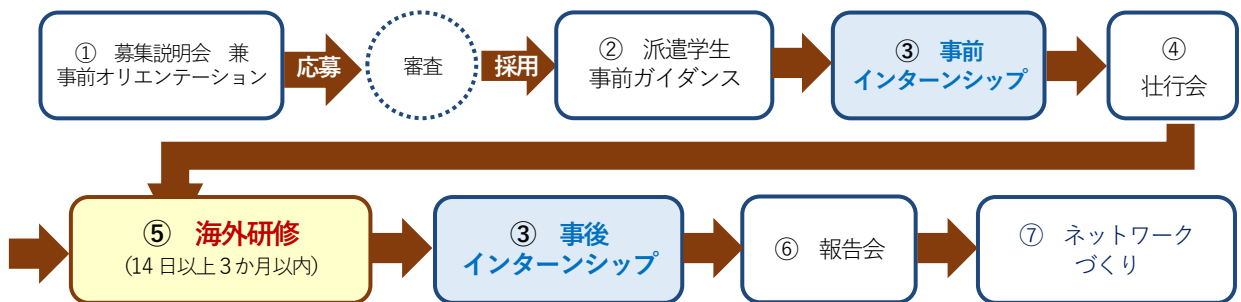 ① 募集説明会 兼
事前オリエンテーション
応募
審査
採用
② 派遣学生
事前ガイダンス
③ 事前
インターンシップ
④
壮行会
⑤ 海外研修
(14日以上3か月以内)
③ 事後
インターンシップ
⑥ 報告会
⑦ ネットワーク
づくり